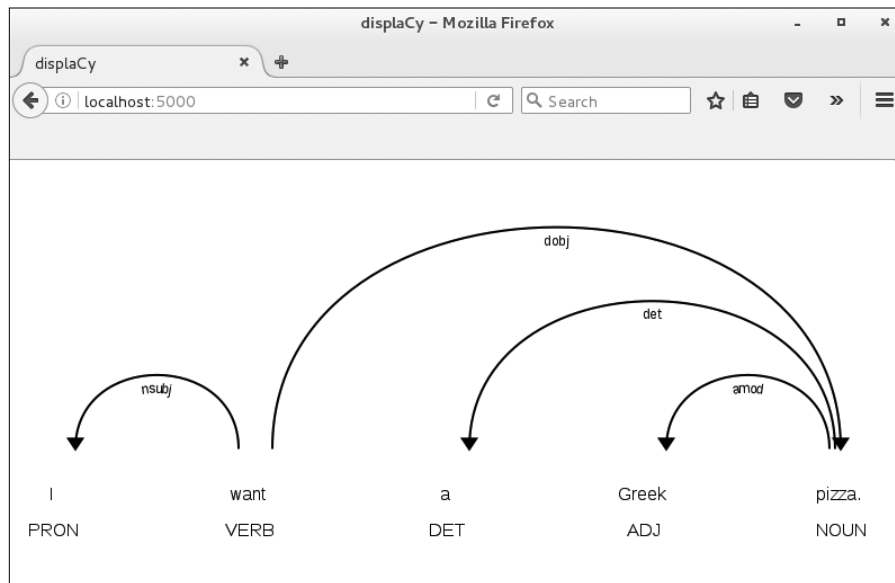 displaCy – Mozilla Firefox
displaCy
localhost:5000
Search
dobj
det
nsubj
amod
I want a Greek pizza.
PRON VERB DET ADJ NOUN